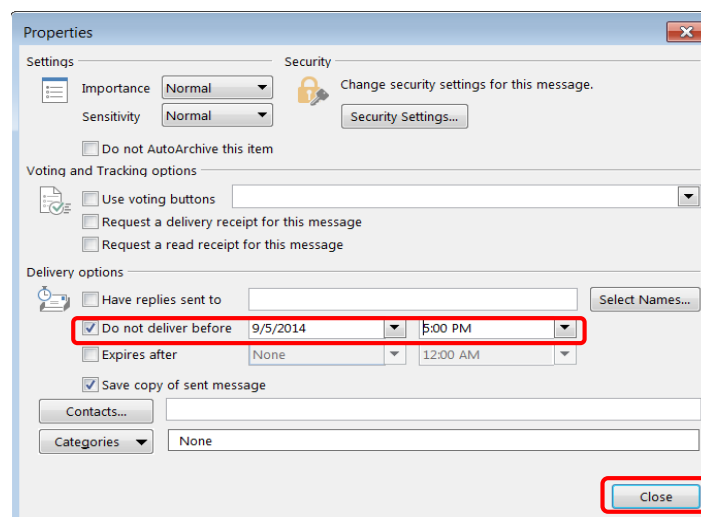 Properties
Settings Security
Importance Normal Change security settings for this message.
Sensitivity Normal Security Settings...
Do not AutoArchive this item
Voting and Tracking options
Use voting buttons
Request a delivery receipt for this message
Request a read receipt for this message
Delivery options
Have replies sent to Select Names...
Do not deliver before 9/5/2014 5:00 PM
Expires after None 12:00 AM
Save copy of sent message
Contacts...
Categories None
Close